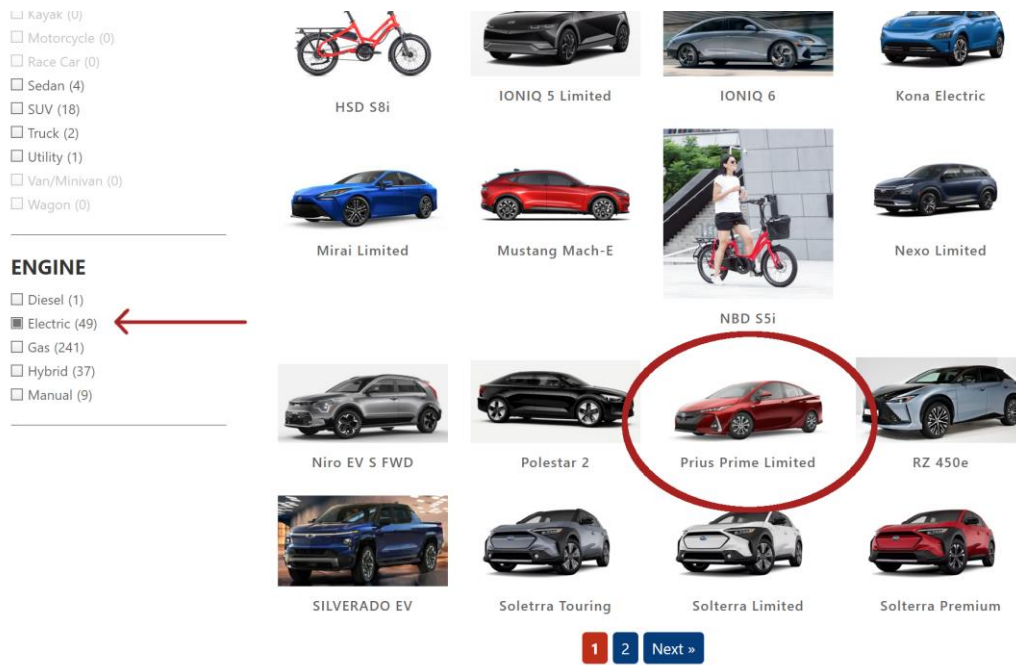 Kayak (0)
Motorcycle (0)
Race Car (0)
Sedan (4)
SUV (18)
Truck (2)
Utility (1)
Van/Minivan (0)
Wagon (0)
ENGINE
Diesel (1)
Electric (49)
Gas (241)
Hybrid (37)
Manual (9)
HSD S8i
IONIQ 5 Limited
IONIQ 6
Kona Electric
Mirai Limited
Mustang Mach-E
NBD S5i
Nexo Limited
Niro EV S FWD
Polestar 2
Prius Prime Limited
RZ 450e
SILVERADO EV
Soletrra Touring
Solterra Limited
Solterra Premium
1 2 Next »